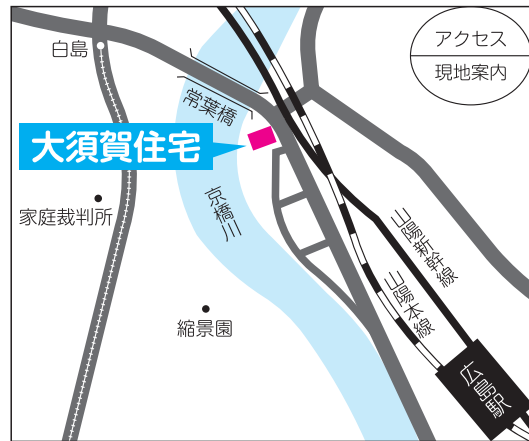 アクセス
現地案内
白島
常葉橋
大須賀住宅
京橋川
家庭裁判所
縮景園
山陽新幹線
山陽本線
広島駅